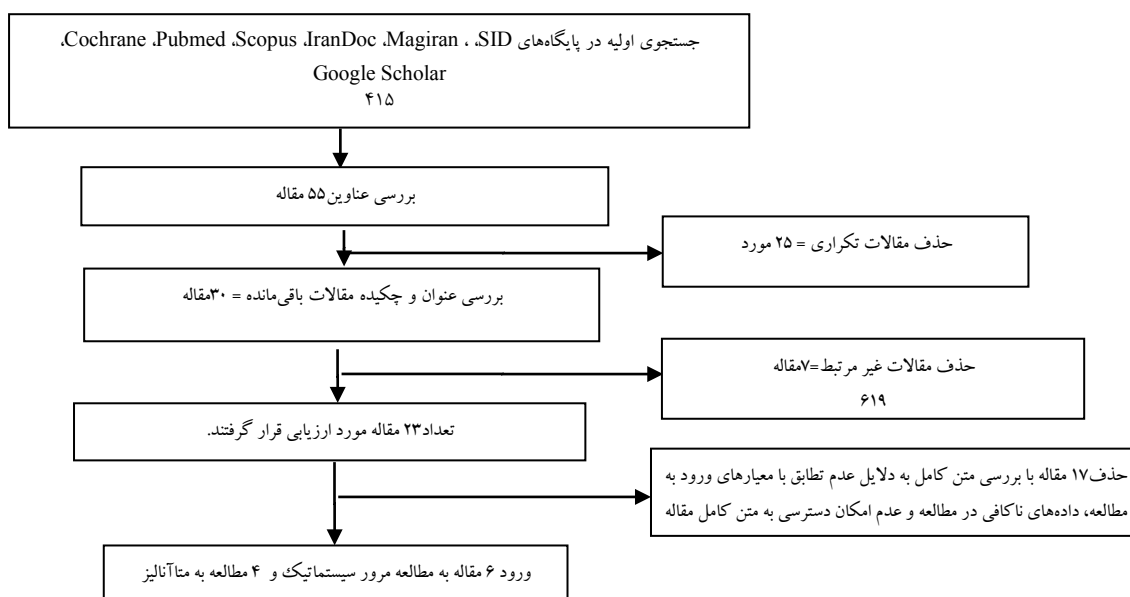 جستجوی اولیه در پایگاه‌های SID، ، Magiran، IranDoc، Scopus، Pubmed، Cochrane،
Google Scholar
۴۱۵
بررسی عناوین۵۵ مقاله
حذف مقالات تکراری = ۲۵ مورد
بررسی عنوان و چکیده مقالات باقی‌مانده = ۳۰مقاله
حذف مقالات غیر مرتبط=۷مقاله
۶۱۹
تعداد۲۳ مقاله مورد ارزیابی قرار گرفتند.
حذف۱۷ مقاله با بررسی متن کامل به دلایل عدم تطابق با معیارهای ورود به
مطالعه، داده‌های ناکافی در مطالعه و عدم امکان دسترسی به متن کامل مقاله
ورود ۶ مقاله به مطالعه مرور سیستماتیک و ۴ مطالعه به متاآنالیز